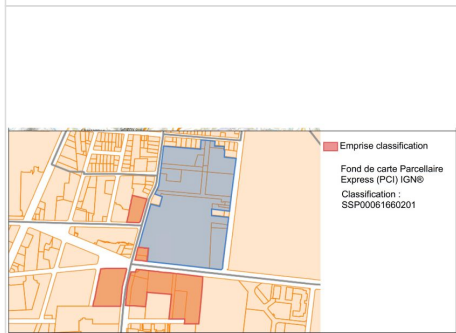 Emprise classification
Fond de carte Parcellaire
Express (PCI) IGN®
Classification :
SSP00061660201